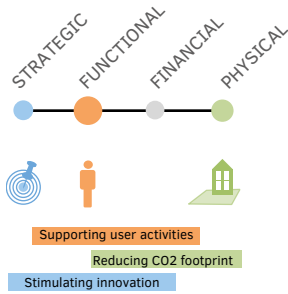 STRATEGIC
FUNCTIONAL
FINANCIAL
PHYSICAL
Supporting user activities
Reducing CO2 footprint
Stimulating innovation